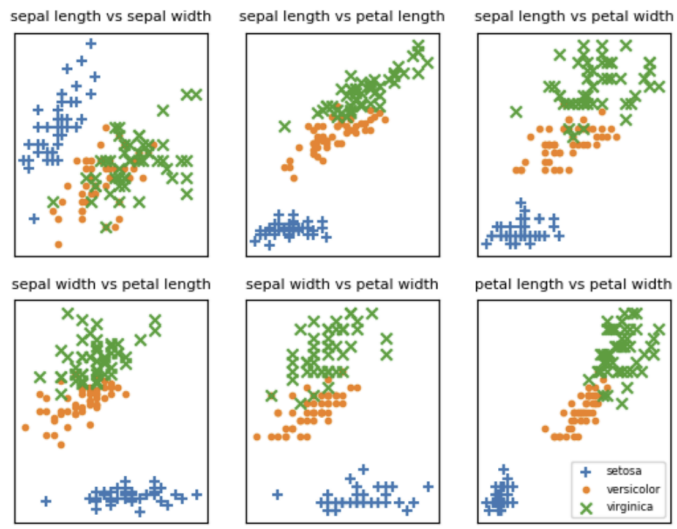 sepal length vs sepal width
sepal length vs petal length
sepal length vs petal width
sepal width vs petal length
sepal width vs petal width
petal length vs petal width
setosa
versicolor
virginica